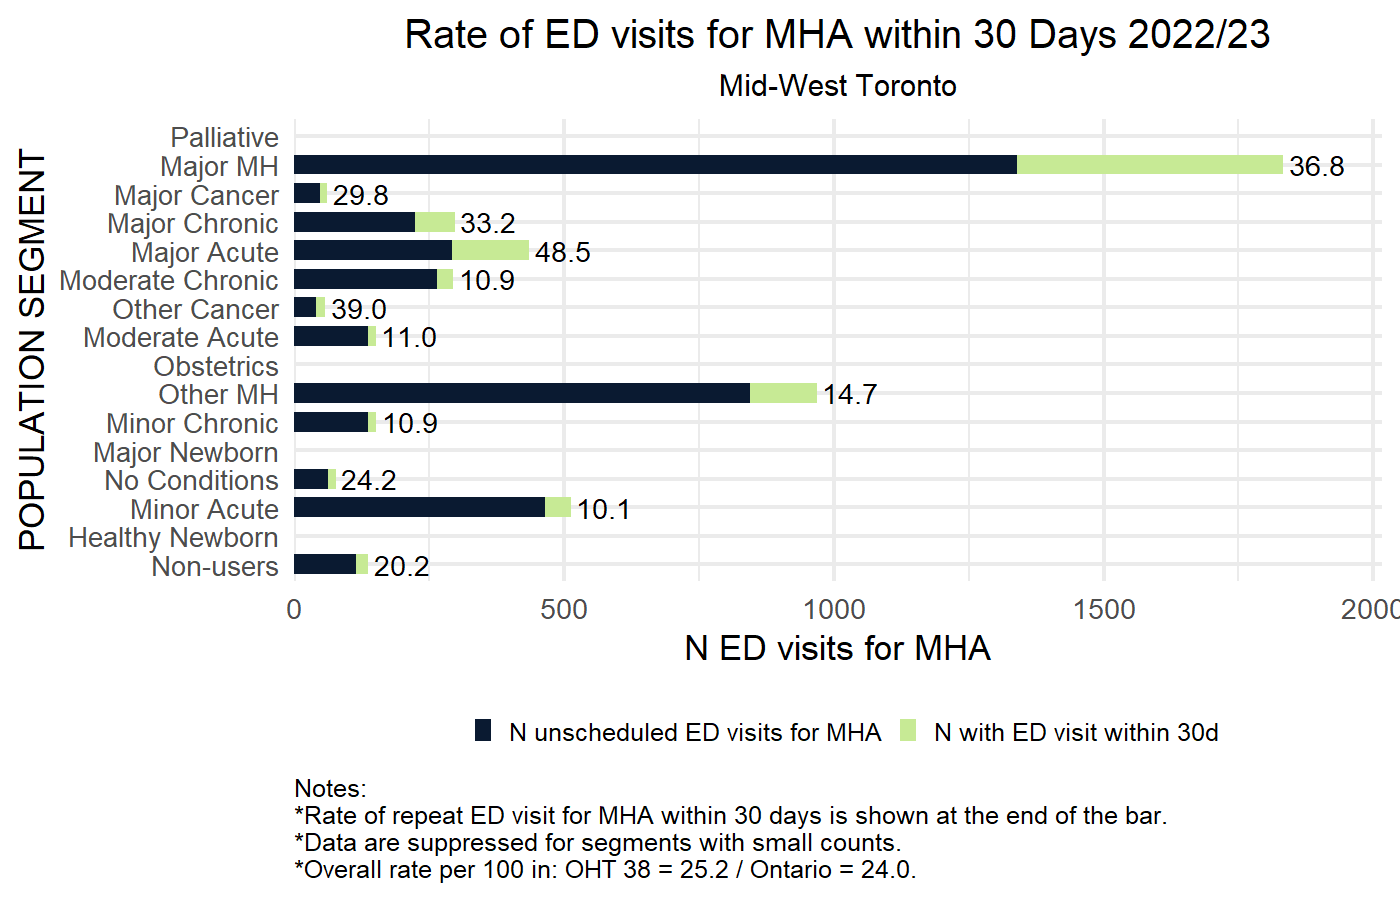 Rate of ED visits for MHA within 30 Days 2022/23
Mid-West Toronto
POPULATION SEGMENT
Palliative
Major MH 36.8
Major Cancer 29.8
Major Chronic 33.2
Major Acute 48.5
Moderate Chronic 10.9
Other Cancer 39.0
Moderate Acute 11.0
Obstetrics
Other MH 14.7
Minor Chronic 10.9
Major Newborn
No Conditions 24.2
Minor Acute 10.1
Healthy Newborn
Non-users 20.2
0 500 1000 1500 2000
N ED visits for MHA
N unscheduled ED visits for MHA N with ED visit within 30d
Notes:
*Rate of repeat ED visit for MHA within 30 days is shown at the end of the bar.
*Data are suppressed for segments with small counts.
*Overall rate per 100 in: OHT 38 = 25.2 / Ontario = 24.0.